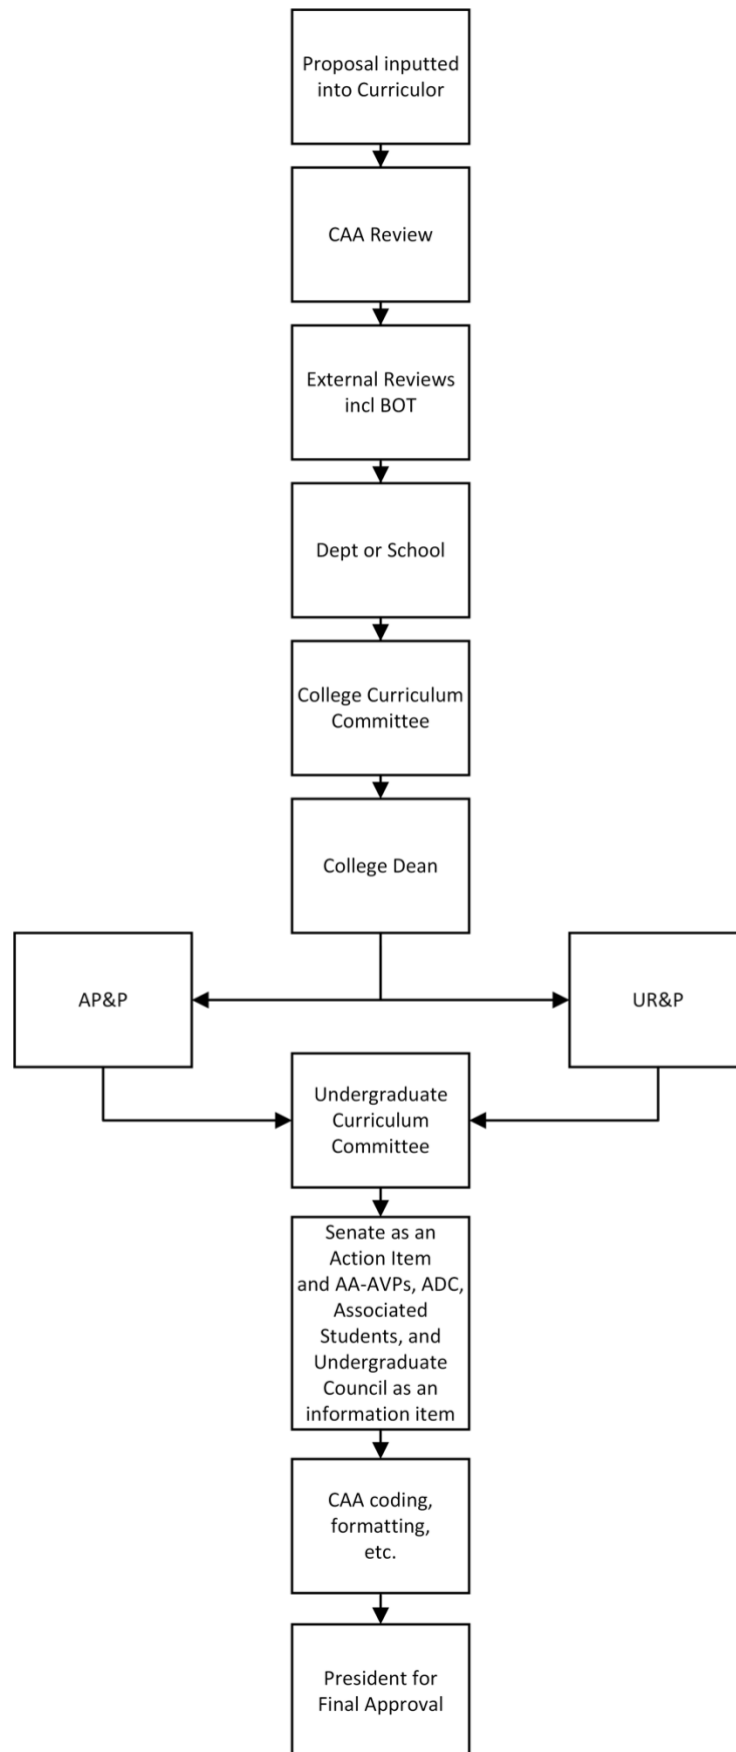 Proposal inputted
into Curriculor
CAA Review
External Reviews
incl BOT
Dept or School
College Curriculum
Committee
College Dean
AP&P
UR&P
Undergraduate
Curriculum
Committee
Senate as an
Action Item
and AA-AVPs, ADC,
Associated
Students, and
Undergraduate
Council as an
information item
CAA coding,
formatting,
etc.
President for
Final Approval